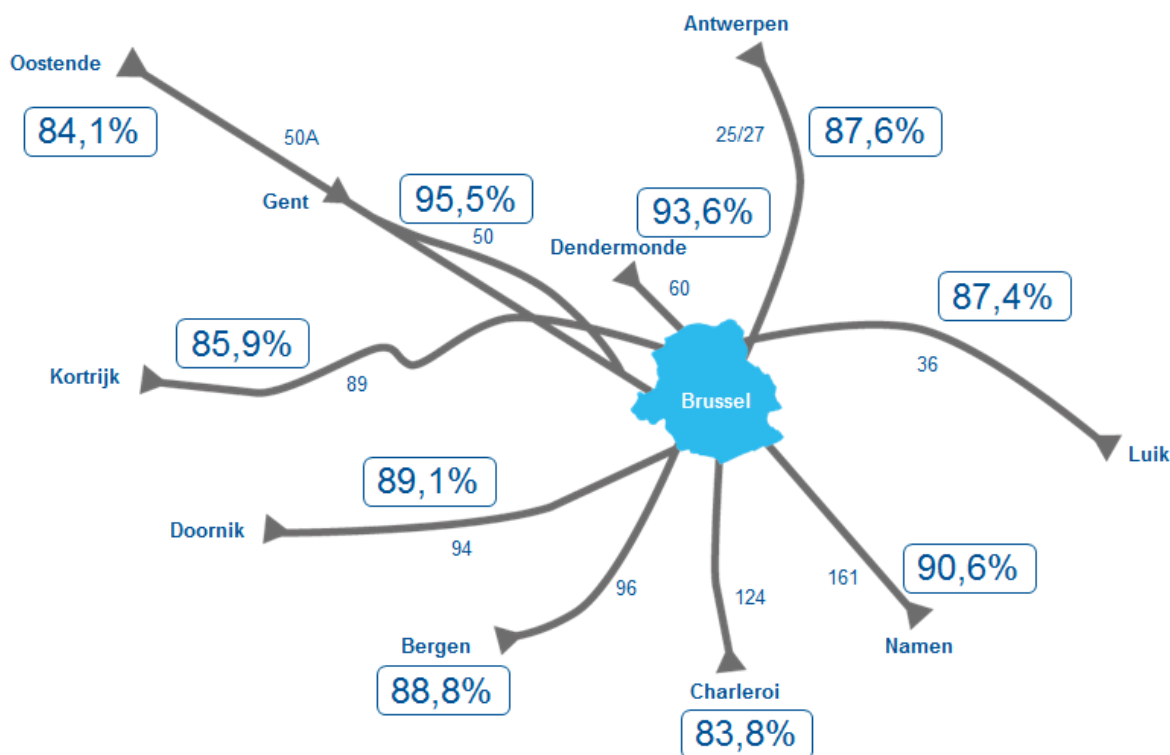 Antwerpen
Oostende
84,1%
50A
25/27
87,6%
Gent
95,5%
50
93,6%
Dendermonde
60
87,4%
36
85,9%
Kortrijk
89
Brussel
Luik
89,1%
Doornik
94
96
124
161
90,6%
Bergen
88,8%
Namen
Charleroi
83,8%